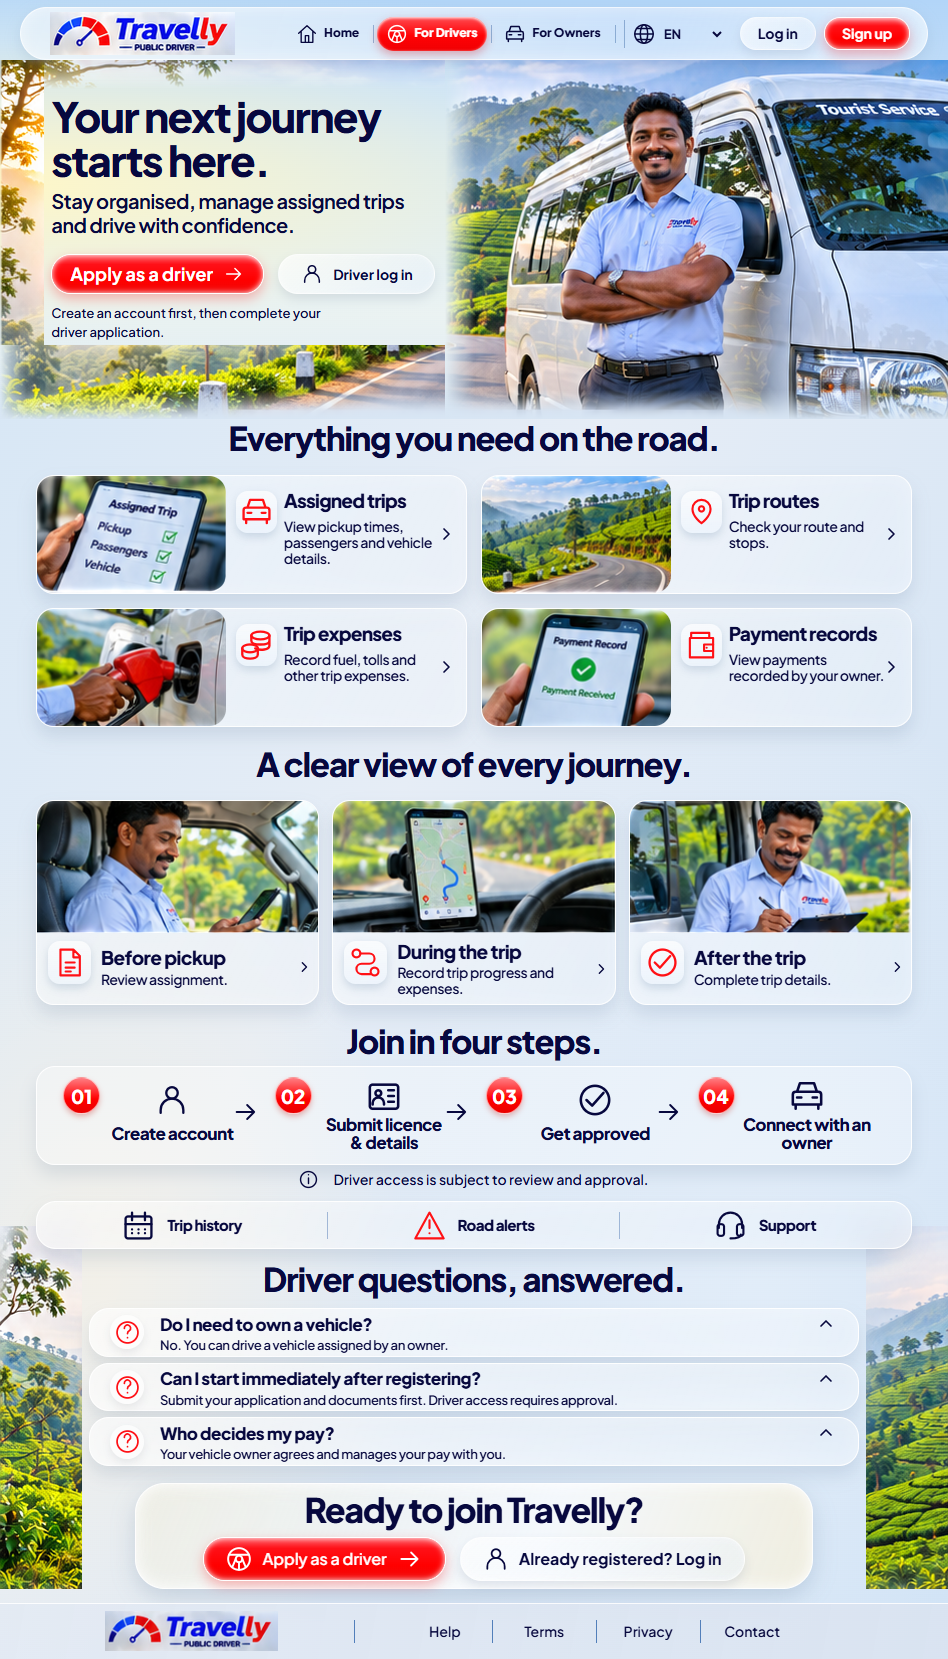 Travelly
PUBLIC DRIVER
Home
For Drivers
For Owners
EN
Log in
Sign up
Your next journey
starts here.
Stay organised, manage assigned trips
and drive with confidence.
Apply as a driver
Driver log in
Create an account first, then complete your
driver application.
Tourist Service
Travelly
Everything you need on the road.
Assigned Trip
Pickup
Passengers
Vehicle
Assigned trips
View pickup times,
passengers and vehicle
details.
Trip routes
Check your route and
stops.
Trip expenses
Record fuel, tolls and
other trip expenses.
Payment Record
Payment Received
Payment records
View payments
recorded by your owner.
A clear view of every journey.
Before pickup
Review assignment.
During the trip
Record trip progress and
expenses.
Travelly
After the trip
Complete trip details.
Join in four steps.
01
Create account
02
Submit licence
& details
03
Get approved
04
Connect with an
owner
Driver access is subject to review and approval.
Trip history
Road alerts
Support
Driver questions, answered.
Do I need to own a vehicle?
No. You can drive a vehicle assigned by an owner.
Can I start immediately after registering?
Submit your application and documents first. Driver access requires approval.
Who decides my pay?
Your vehicle owner agrees and manages your pay with you.
Ready to join Travelly?
Apply as a driver
Already registered? Log in
Travelly
PUBLIC DRIVER
Help
Terms
Privacy
Contact